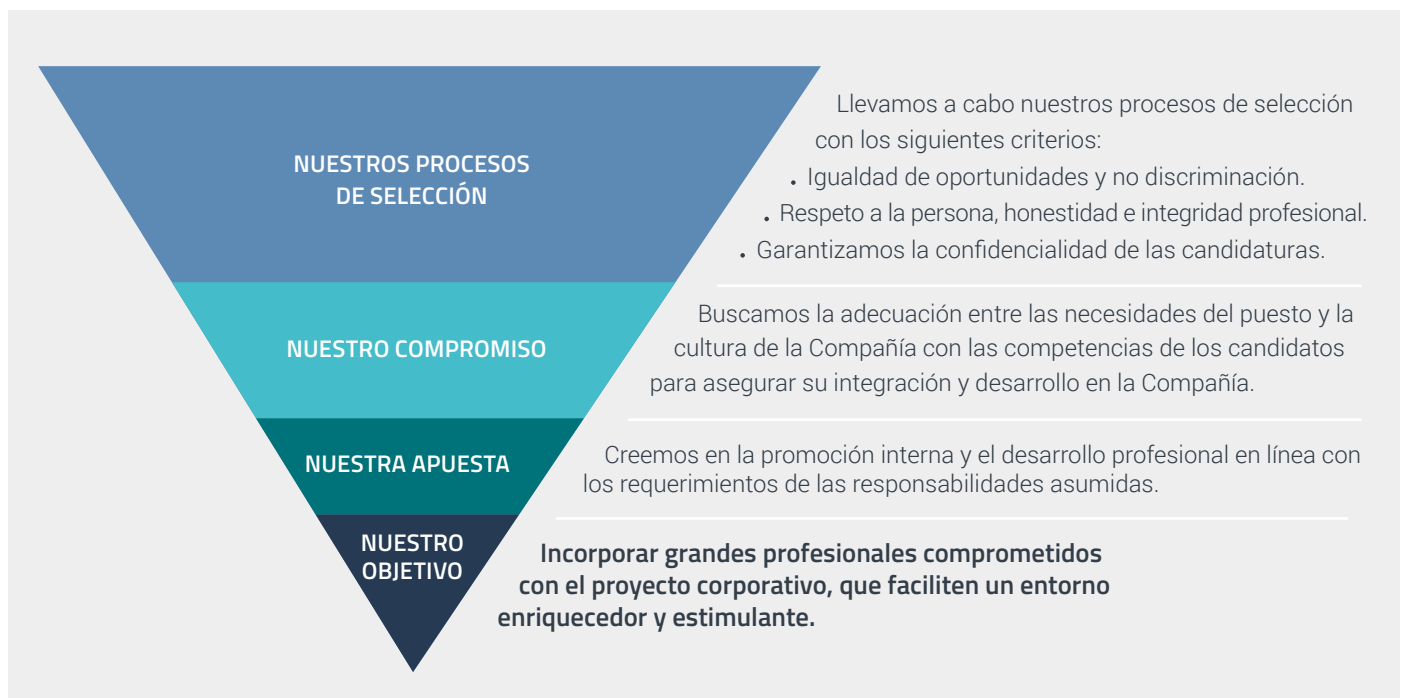 NUESTROS PROCESOS
DE SELECCIÓN
Llevamos a cabo nuestros procesos de selección
con los siguientes criterios:
• Igualdad de oportunidades y no discriminación.
• Respeto a la persona, honestidad e integridad profesional.
• Garantizamos la confidencialidad de las candidaturas.
NUESTRO COMPROMISO
Buscamos la adecuación entre las necesidades del puesto y la
cultura de la Compañía con las competencias de los candidatos
para asegurar su integración y desarrollo en la Compañía.
NUESTRA APUESTA
Creemos en la promoción interna y el desarrollo profesional en línea con
los requerimientos de las responsabilidades asumidas.
NUESTRO
OBJETIVO
Incorporar grandes profesionales comprometidos
con el proyecto corporativo, que faciliten un entorno
enriquecedor y estimulante.